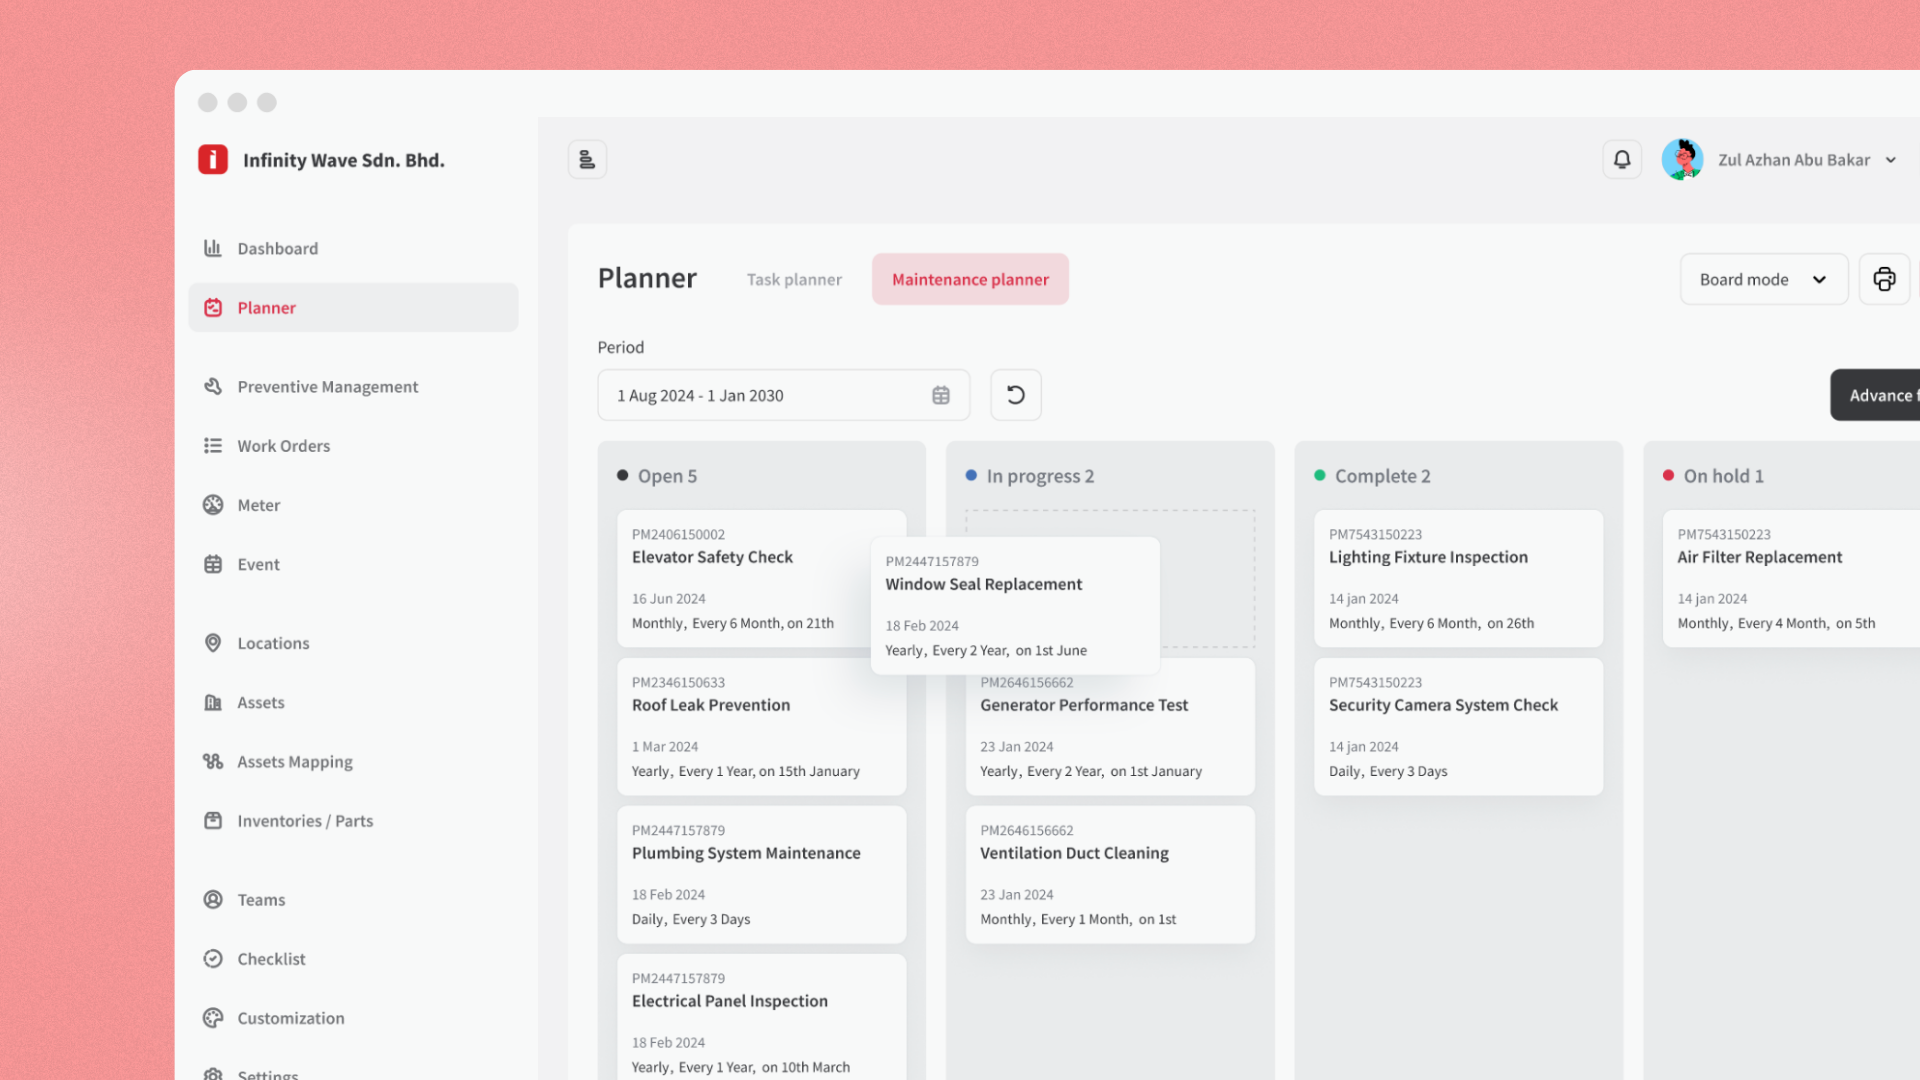 Infinity Wave Sdn. Bhd.
Dashboard
Planner
Preventive Management
Work Orders
Meter
Event
Locations
Assets
Assets Mapping
Inventories / Parts
Teams
Checklist
Customization
Settings
Zul Azhan Abu Bakar
Planner
Task planner
Maintenance planner
Board mode
Period
1 Aug 2024 - 1 Jan 2030
Advance
Open 5
PM2406150002
Elevator Safety Check
16 Jun 2024
Monthly, Every 6 Month, on 21th
PM2346150633
Roof Leak Prevention
1 Mar 2024
Yearly, Every 1 Year, on 15th January
PM2447157879
Plumbing System Maintenance
18 Feb 2024
Daily, Every 3 Days
PM2447157879
Electrical Panel Inspection
18 Feb 2024
Yearly, Every 1 Year, on 10th March
In progress 2
PM2447157879
Window Seal Replacement
18 Feb 2024
Yearly, Every 2 Year, on 1st June
PM2646156662
Generator Performance Test
23 Jan 2024
Yearly, Every 2 Year, on 1st January
PM2646156662
Ventilation Duct Cleaning
23 Jan 2024
Monthly, Every 1 Month, on 1st
Complete 2
PM7543150223
Lighting Fixture Inspection
14 jan 2024
Monthly, Every 6 Month, on 26th
PM7543150223
Security Camera System Check
14 jan 2024
Daily, Every 3 Days
On hold 1
PM7543150223
Air Filter Replacement
14 jan 2024
Monthly, Every 4 Month, on 5th